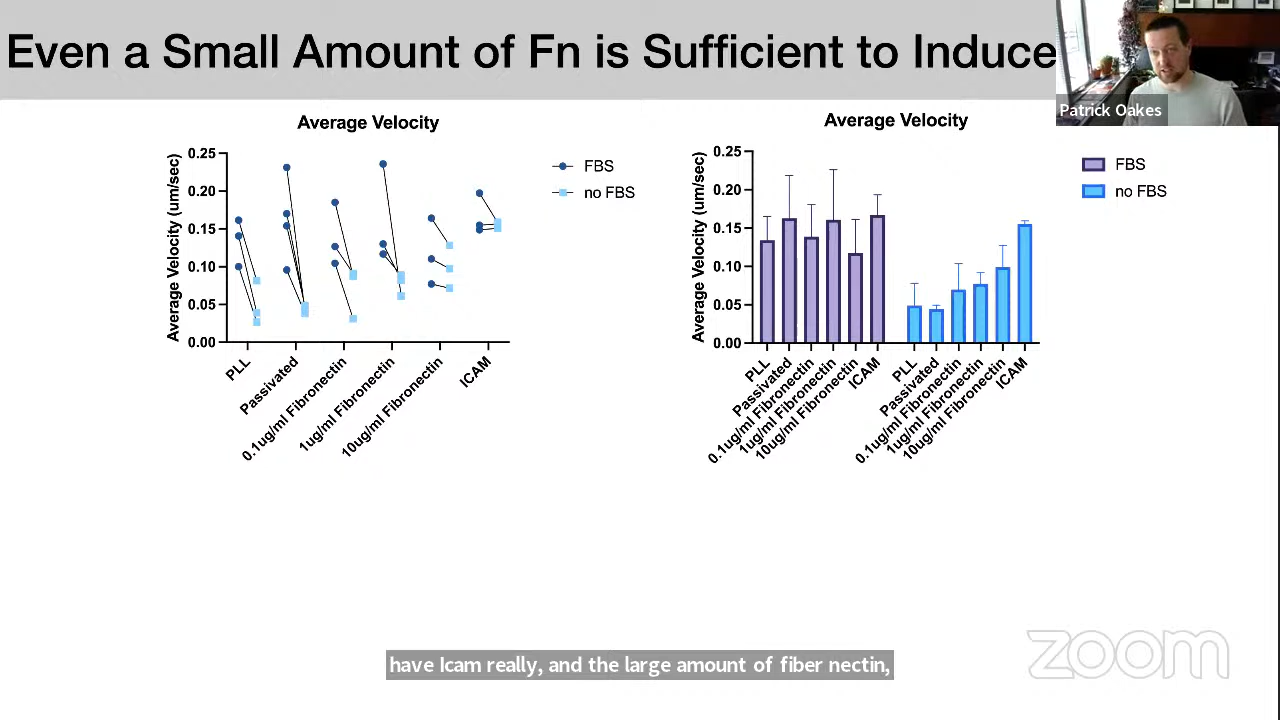 Even a Small Amount of Fn is Sufficient to Induce
Patrick Oakes
Average Velocity
Average Velocity (um/sec)
0.25
0.20
0.15
0.10
0.05
0.00
PLL
Passivated
0.1ug/ml Fibronectin
1ug/ml Fibronectin
10ug/ml Fibronectin
ICAM
FBS
no FBS
Average Velocity
Average Velocity (um/sec)
0.25
0.20
0.15
0.10
0.05
0.00
PLL
Passivated
0.1ug/ml Fibronectin
1ug/ml Fibronectin
10ug/ml Fibronectin
ICAM
PLL
Passivated
0.1ug/ml Fibronectin
1ug/ml Fibronectin
10ug/ml Fibronectin
ICAM
FBS
no FBS
have Icam really, and the large amount of fiber nectin,
zoom